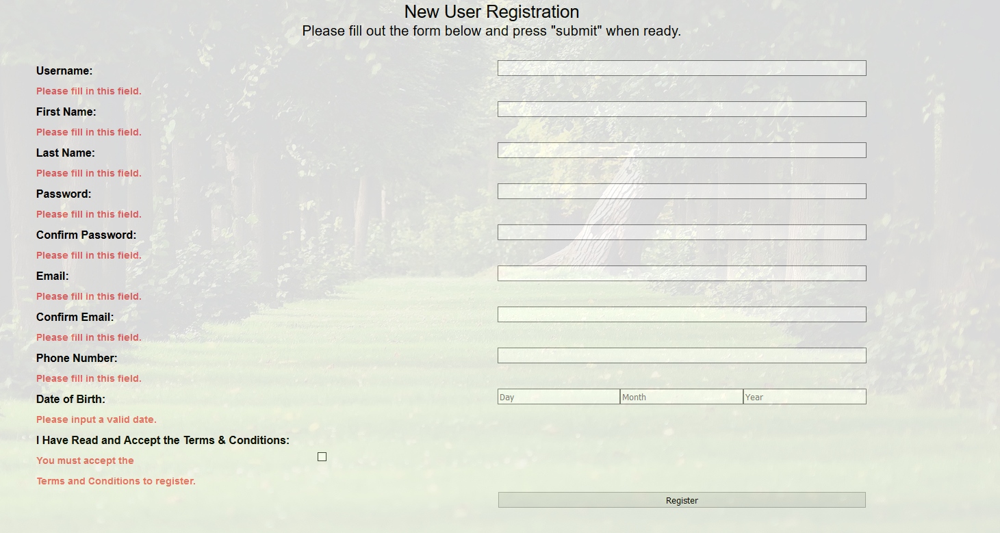 New User Registration
Please fill out the form below and press "submit" when ready.
Username:
Please fill in this field.
First Name:
Please fill in this field.
Last Name:
Please fill in this field.
Password:
Please fill in this field.
Confirm Password:
Please fill in this field.
Email:
Please fill in this field.
Confirm Email:
Please fill in this field.
Phone Number:
Please fill in this field.
Date of Birth: Day Month Year
Please input a valid date.
I Have Read and Accept the Terms & Conditions:
You must accept the
Terms and Conditions to register.
Register